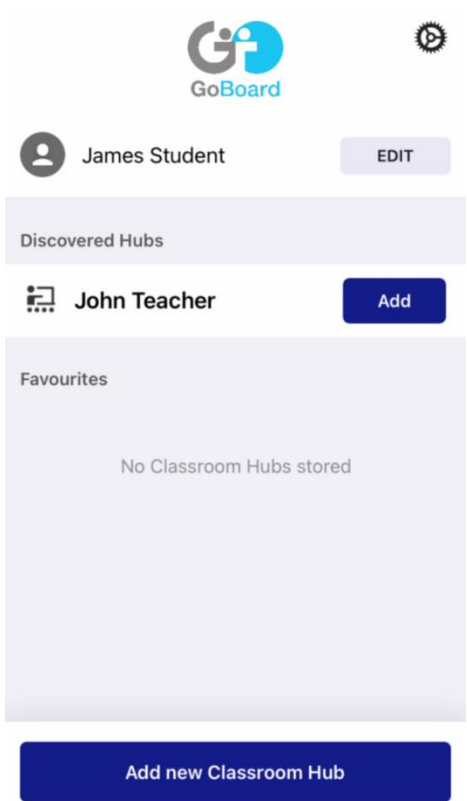 GoBoard
James Student
EDIT
Discovered Hubs
John Teacher
Add
Favourites
No Classroom Hubs stored
Add new Classroom Hub